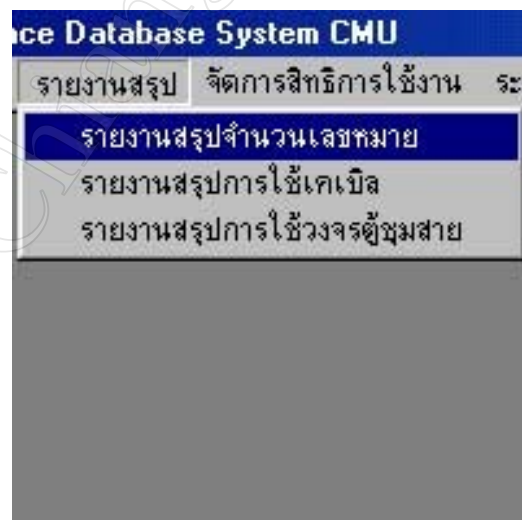 ce Database System CMU
รายงานสรุป จัดการสิทธิการใช้งาน ระ
รายงานสรุปจำนวนเลขหมาย
รายงานสรุปการใช้เคเบิล
รายงานสรุปการใช้วงจรตู้ชุมสาย